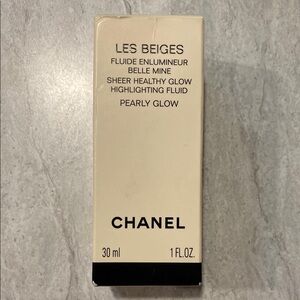 LES BEIGES
FLUIDE ENLUMINEUR
BELLE MINE
SHEER HEALTHY GLOW
HIGHLIGHTING FLUID
PEARLY GLOW
CHANEL
30 ml 1 FL.OZ.